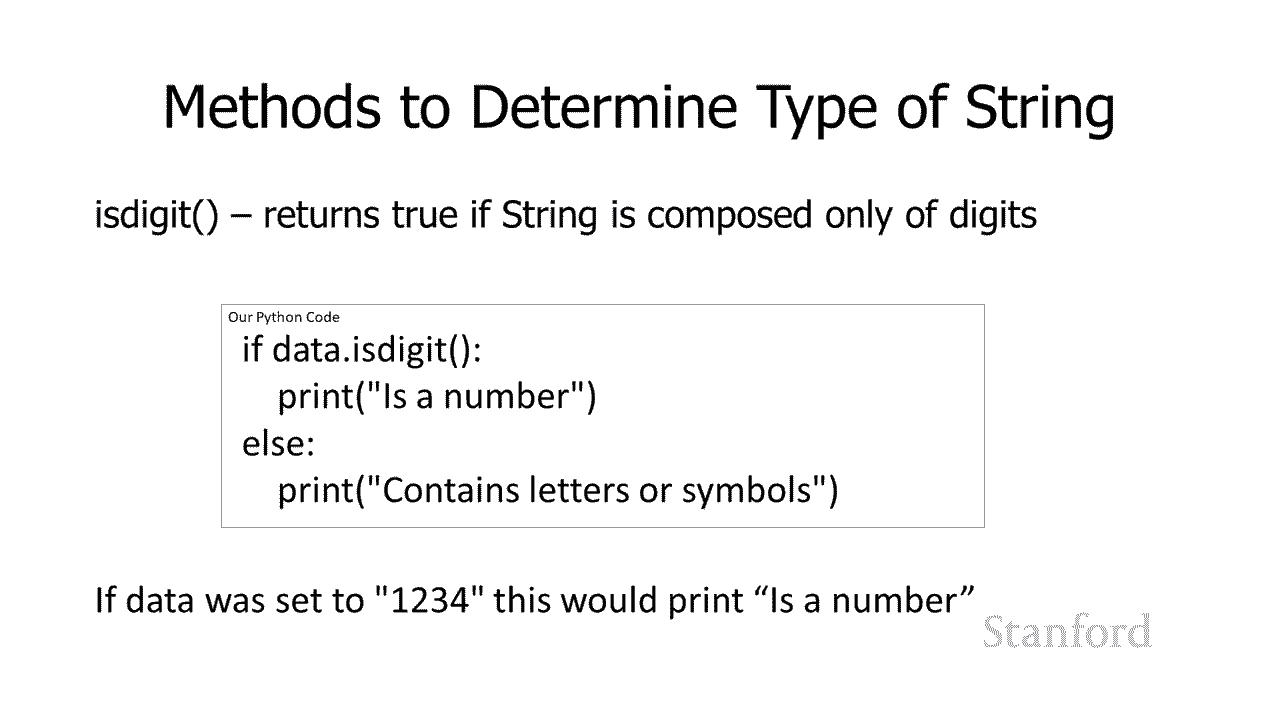 Methods to Determine Type of String
isdigit() – returns true if String is composed only of digits
Our Python Code
if data.isdigit():
print("Is a number")
else:
print("Contains letters or symbols")
If data was set to "1234" this would print “Is a number”
Stanford